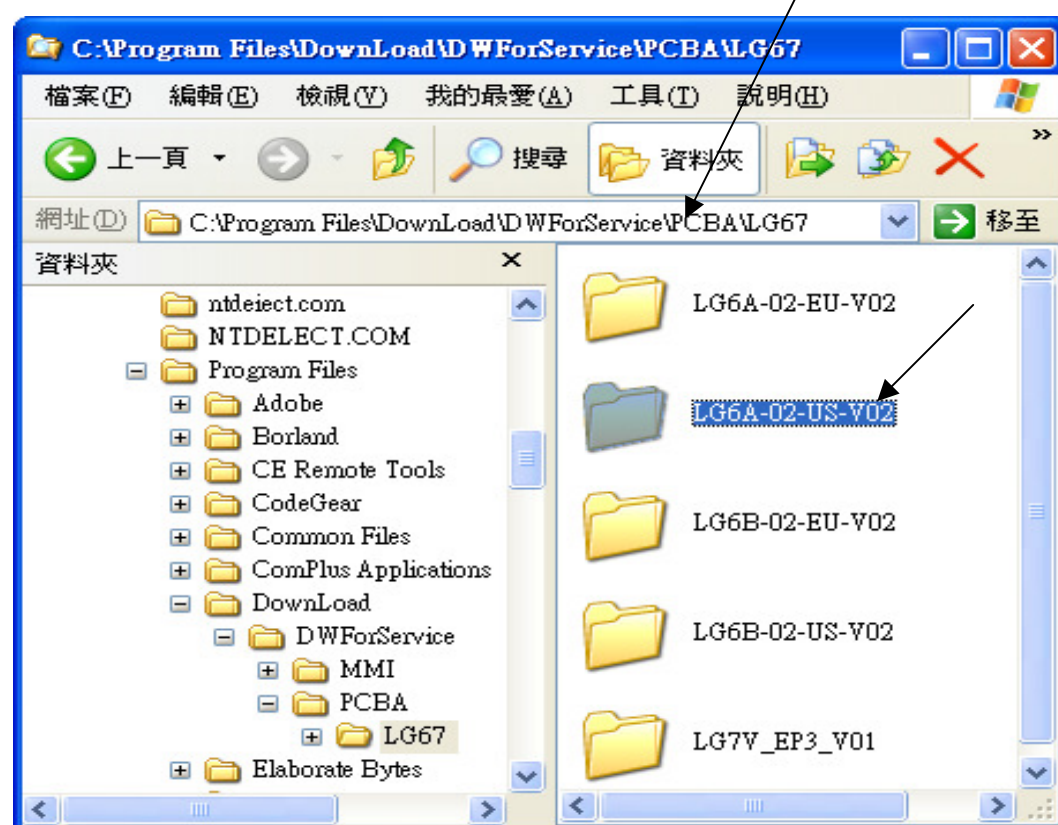 C:\Program Files\DownLoad\DWForService\PCBA\LG67
檔案(F) 編輯(E) 檢視(V) 我的最愛(A) 工具(T) 說明(H)
上一頁 搜尋 資料夾 »
網址(D) C:\Program Files\DownLoad\DWForService\PCBA\LG67 移至
資料夾
ntdeiect.com
NTDELECT.COM
Program Files
Adobe
Borland
CE Remote Tools
CodeGear
Common Files
ComPlus Applications
DownLoad
DWForService
MMI
PCBA
LG67
Elaborate Bytes
LG6A-02-EU-V02
LG6A-02-US-V02
LG6B-02-EU-V02
LG6B-02-US-V02
LG7V_EP3_V01